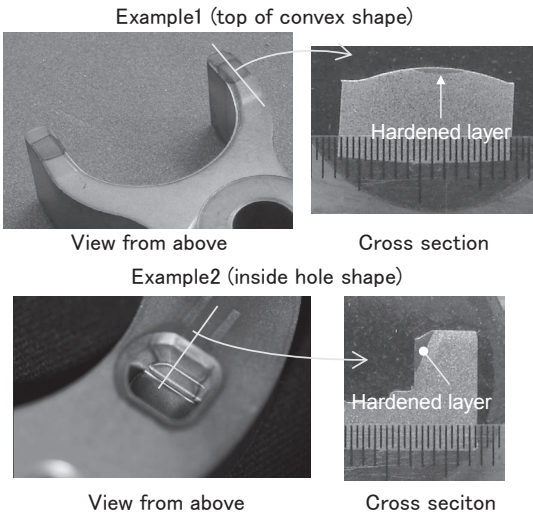 Example1 (top of convex shape)
Hardened layer
View from above
Cross section
Example2 (inside hole shape)
Hardened layer
View from above
Cross seciton